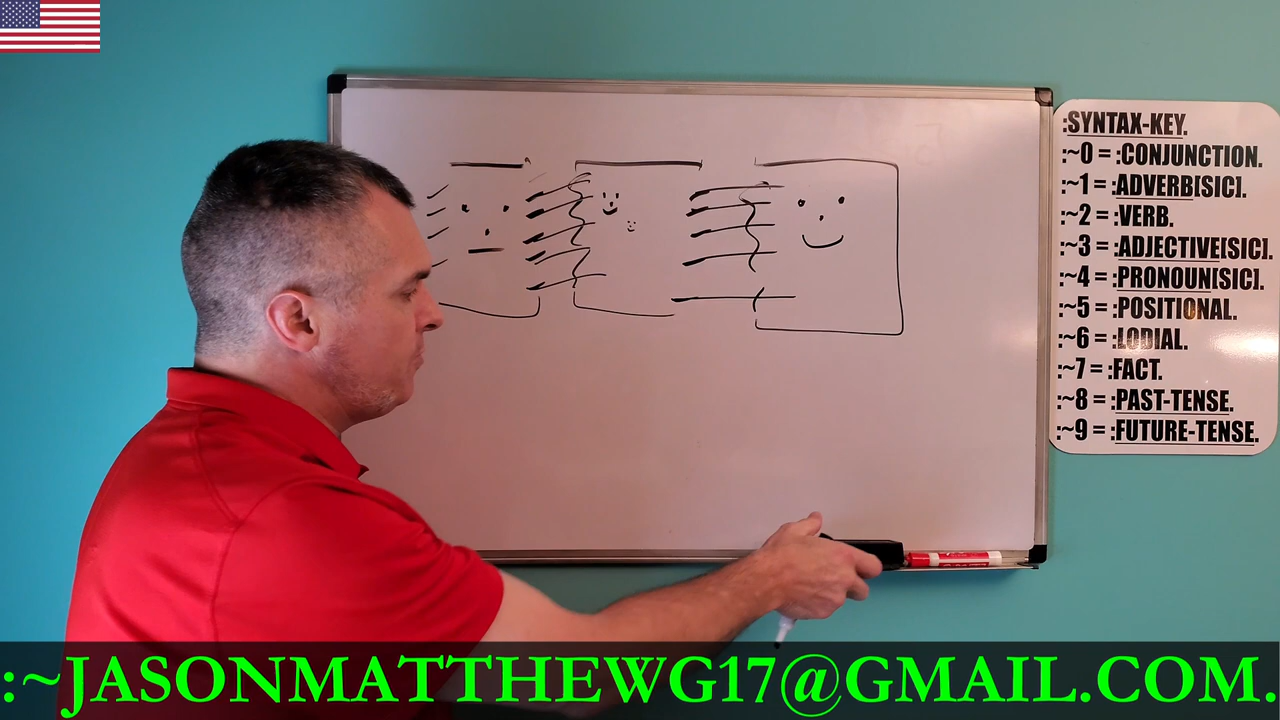 :SYNTAX-KEY.
:~0 = :CONJUNCTION.
:~1 = :ADVERB[SIC].
:~2 = :VERB.
:~3 = :ADJECTIVE[SIC].
:~4 = :PRONOUN[SIC].
:~5 = :POSITIONAL.
:~6 = :LODIAL.
:~7 = :FACT.
:~8 = :PAST-TENSE.
:~9 = :FUTURE-TENSE.
:~JASONMATTHEWG17@GMAIL.COM.